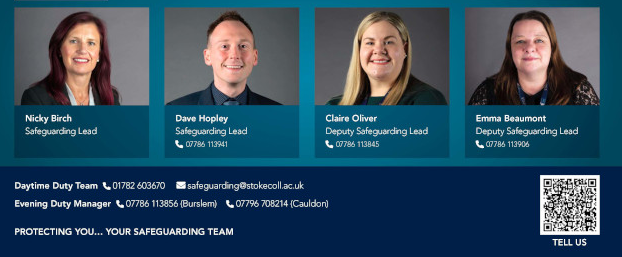 Nicky Birch
Safeguarding Lead
Dave Hopley
Safeguarding Lead
07786 113941
Claire Oliver
Deputy Safeguarding Lead
07786 113845
Emma Beaumont
Deputy Safeguarding Lead
07786 113906
Daytime Duty Team 01782 603670 safeguarding@stokecoll.ac.uk
Evening Duty Manager 07786 113856 (Burslem) 07796 708214 (Cauldon)
PROTECTING YOU... YOUR SAFEGUARDING TEAM
TELL US